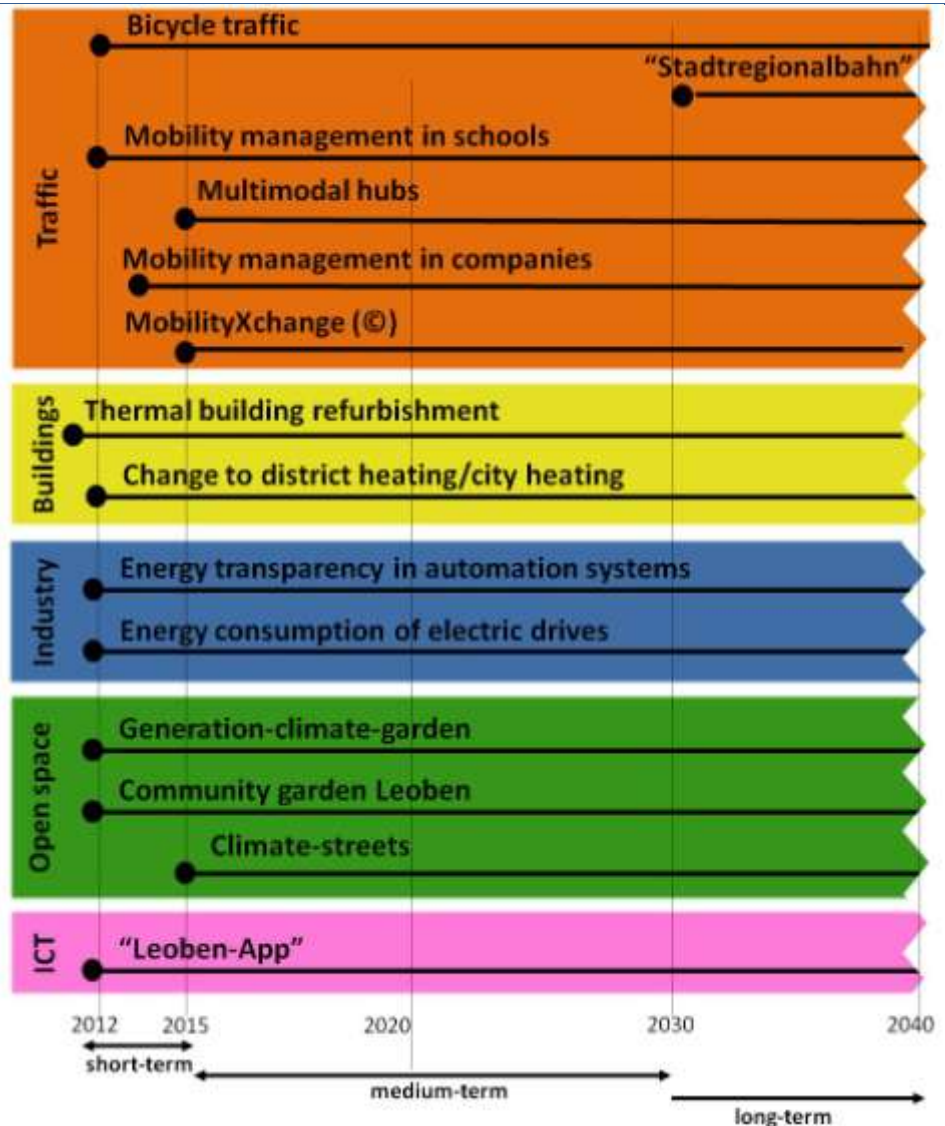 Traffic
Bicycle traffic
“Stadtregionalbahn”
Mobility management in schools
Multimodal hubs
Mobility management in companies
MobilityXchange (©)
Buildings
Thermal building refurbishment
Change to district heating/city heating
Industry
Energy transparency in automation systems
Energy consumption of electric drives
Open space
Generation-climate-garden
Community garden Leoben
Climate-streets
ICT
“Leoben-App”
2012 2015 2020 2030 2040
short-term
medium-term
long-term